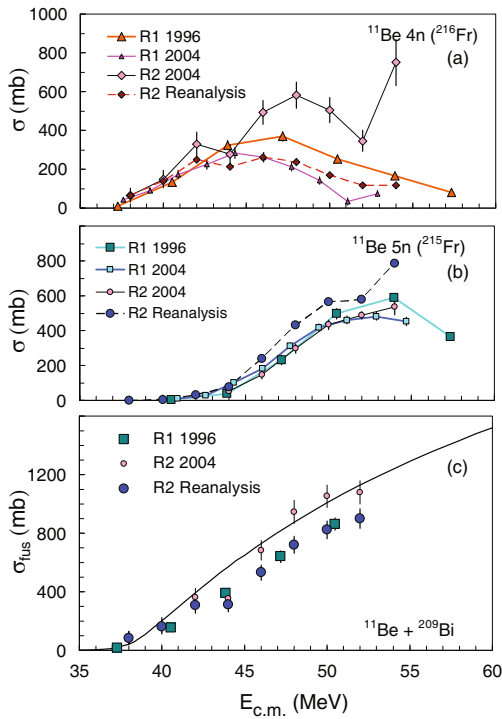 R1 1996
R1 2004
R2 2004
R2 Reanalysis
¹¹Be 4n (²¹⁶Fr)
(a)
σ (mb)
1000
800
600
400
200
0
R1 1996
R1 2004
R2 2004
R2 Reanalysis
¹¹Be 5n (²¹⁵Fr)
(b)
σ (mb)
800
600
400
200
0
R1 1996
R2 2004
R2 Reanalysis
(c)
σfus (mb)
1200
800
400
0
¹¹Be + ²⁰⁹Bi
35 40 45 50 55 60
E c.m. (MeV)